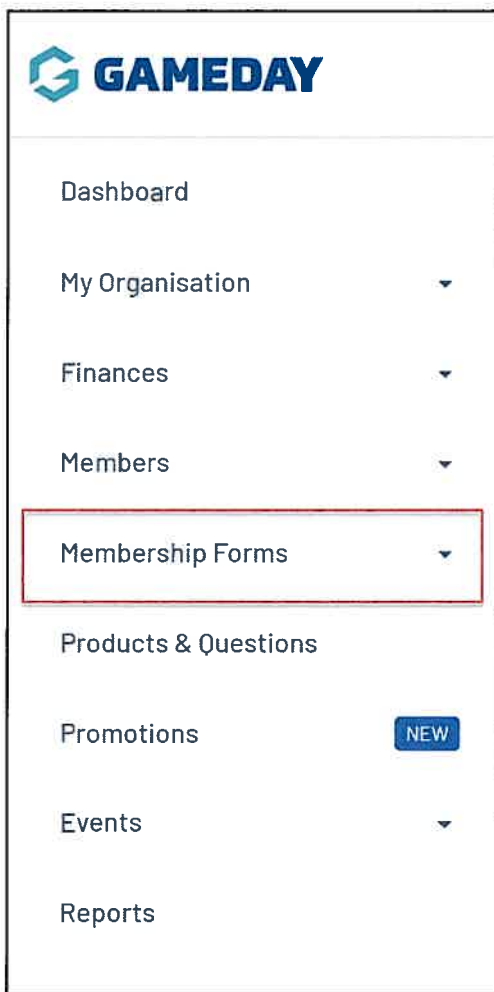 GAMEDAY
Dashboard
My Organisation
Finances
Members
Membership Forms
Products & Questions
Promotions NEW
Events
Reports